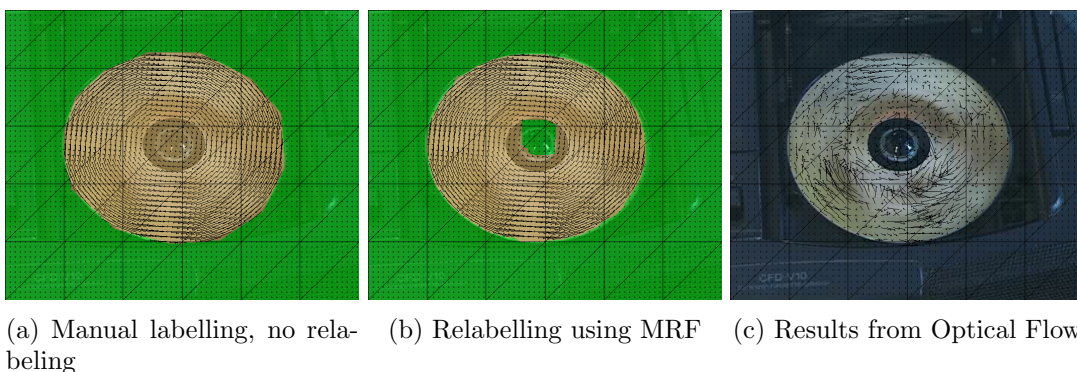 CFD-V10
(a) Manual labelling, no rela-
beling
(b) Relabelling using MRF
(c) Results from Optical Flow